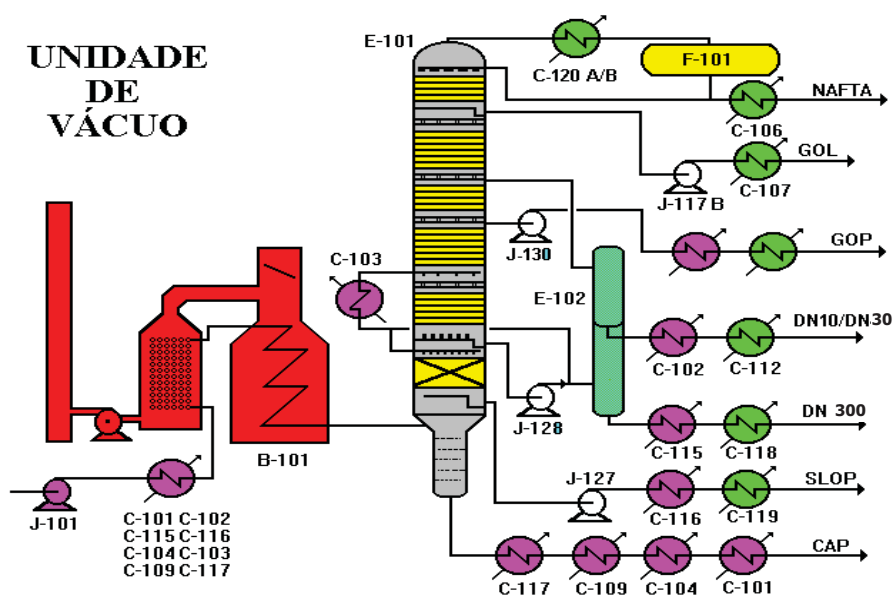 UNIDADE
DE
VÁCUO
E-101
C-120 A/B
F-101
NAFTA
C-106
GOL
J-117 B
C-107
GOP
J-130
C-103
E-102
DN10/DN30
C-102
C-112
J-128
DN 300
C-115
C-118
B-101
J-127
SLOP
C-116
C-119
J-101
C-101 C-102
C-115 C-116
C-104 C-103
C-109 C-117
CAP
C-117
C-109
C-104
C-101